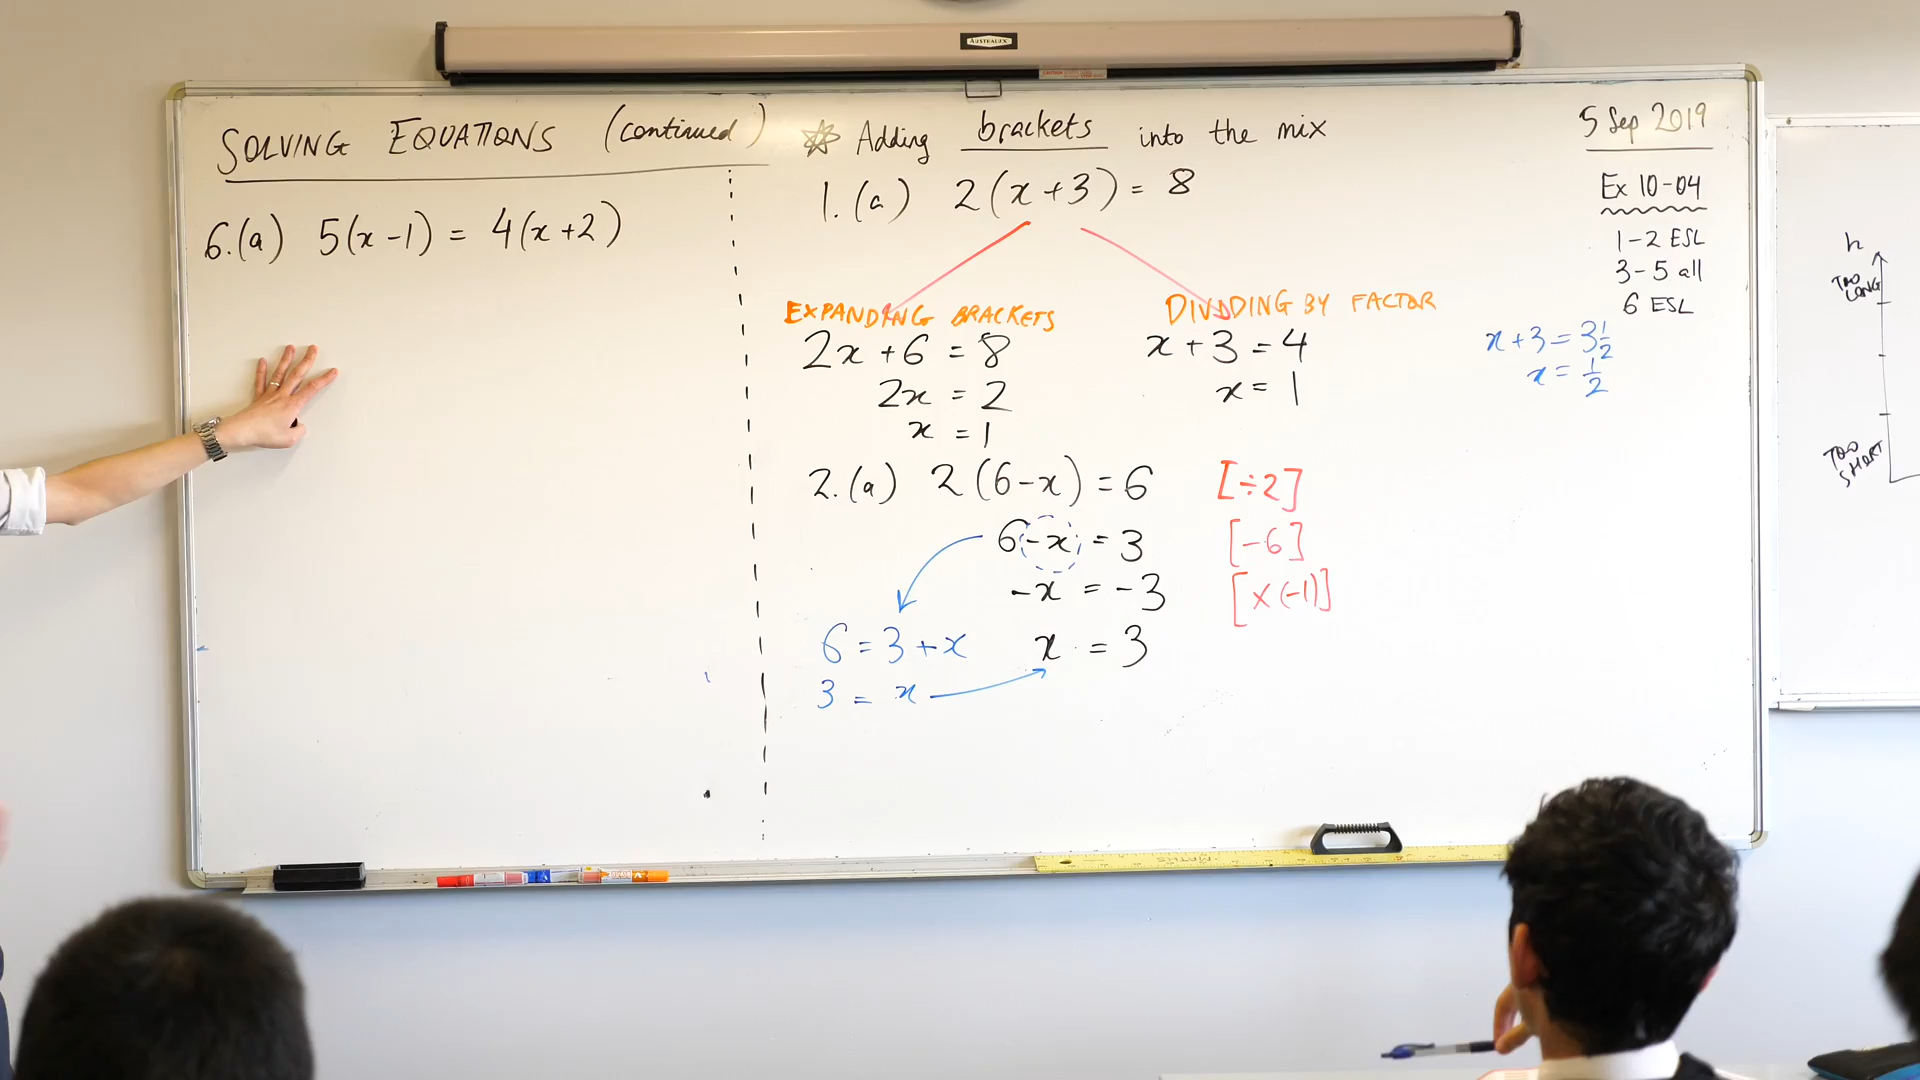 AUSTRALUX
SOLVING EQUATIONS (continued)
6.(a) 5(x-1) = 4(x+2)
☆ Adding brackets into the mix
1.(a) 2(x+3) = 8
EXPANDING BRACKETS
2x+6 = 8
2x = 2
x = 1
DIVIDING BY FACTOR
x+3 = 4
x = 1
x+3 = 3½
x = ½
2.(a) 2(6-x) = 6 [÷2]
6-x = 3 [-6]
-x = -3 [×(-1)]
x = 3
6 = 3+x
3 = x
5 Sep 2019
Ex 10-04
1-2 ESL
3-5 all
6 ESL
h
TOO
LONG
TOO
SHORT
MATHS